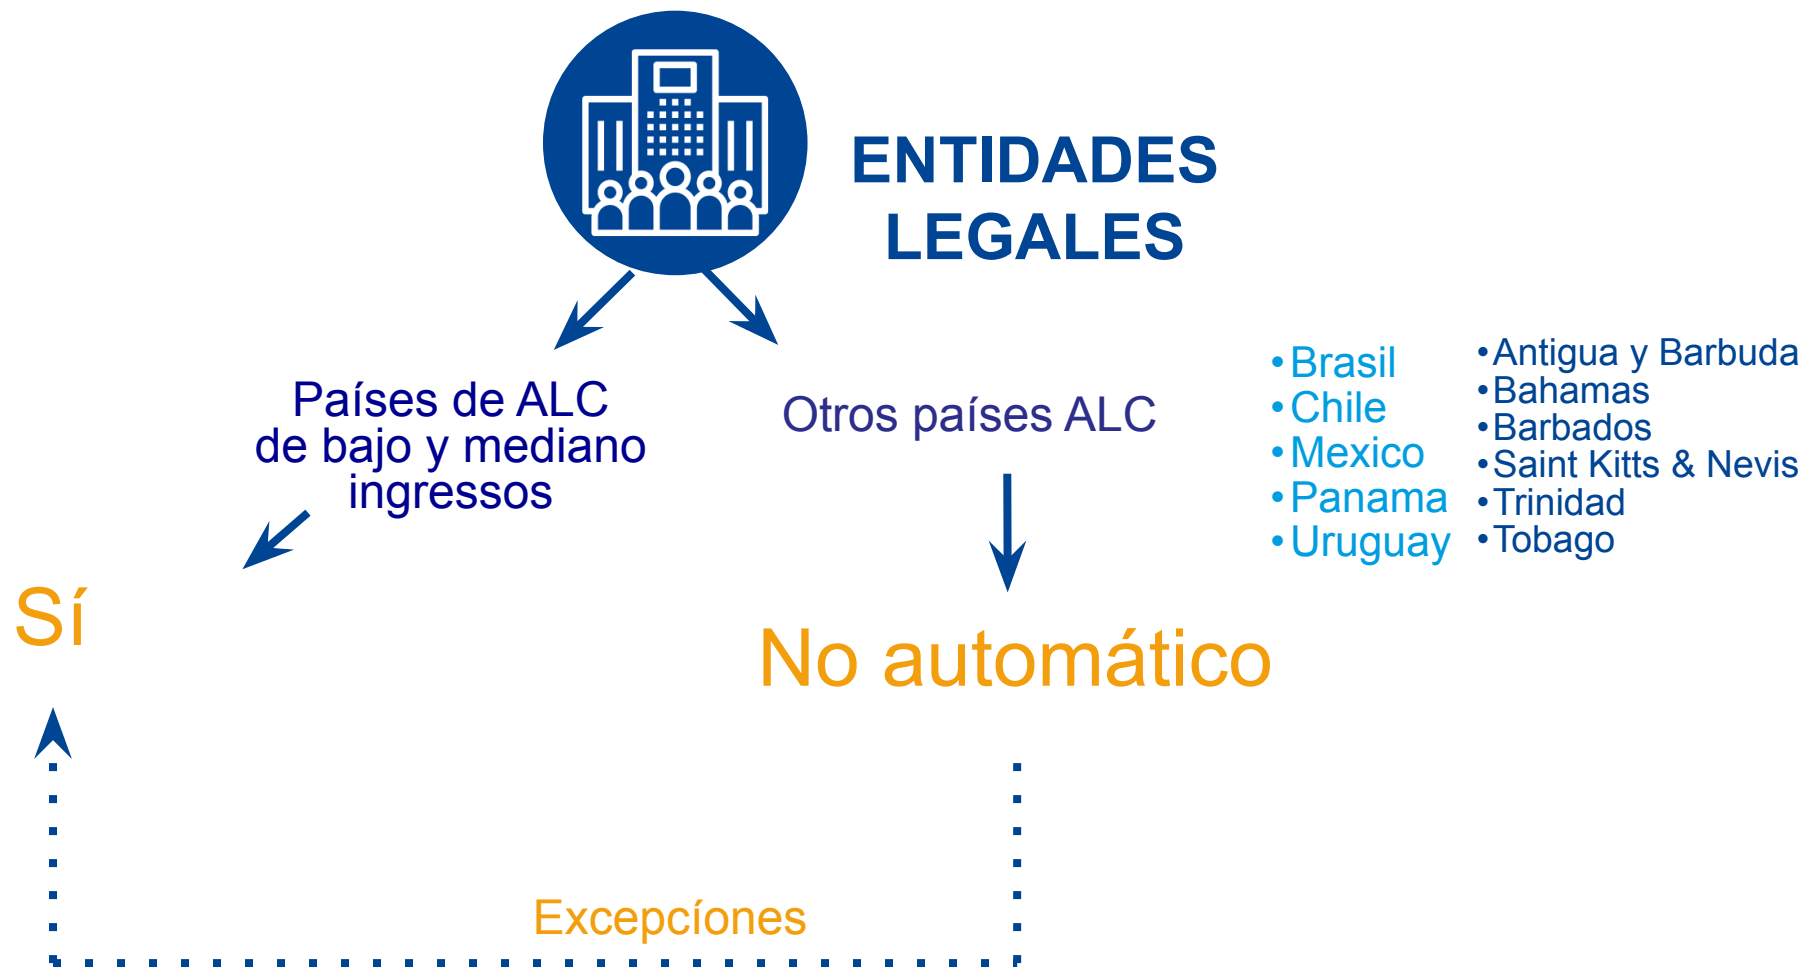 ENTIDADES
LEGALES
Países de ALC
de bajo y mediano
ingressos
Otros países ALC
•Brasil
•Chile
•Mexico
•Panama
•Uruguay
•Antigua y Barbuda
•Bahamas
•Barbados
•Saint Kitts & Nevis
•Trinidad
•Tobago
Sí
No automático
Excepcíones